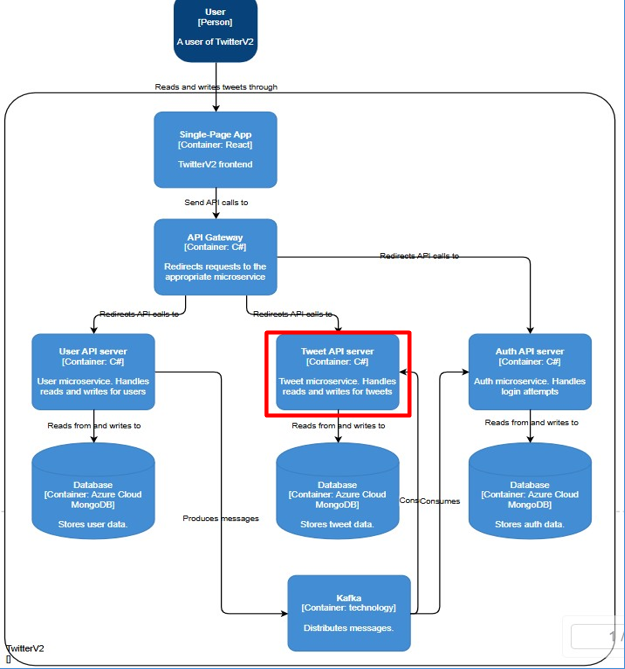 User
[Person]
A user of TwitterV2
Reads and writes tweets through
Single-Page App
[Container: React]
TwitterV2 frontend
Send API calls to
API Gateway
[Container: C#]
Redirects requests to the
appropriate microservice
Redirects API calls to
Redirects API calls to
Redirects API calls to
User API server
[Container: C#]
User microservice. Handles
reads and writes for users
Tweet API server
[Container: C#]
Tweet microservice. Handles
reads and writes for tweets
Auth API server
[Container: C#]
Auth microservice. Handles
login attempts
Reads from and writes to
Reads from and writes to
Reads from and writes to
Database
[Container: Azure Cloud
MongoDB]
Stores user data.
Database
[Container: Azure Cloud
MongoDB]
Stores tweet data.
Database
[Container: Azure Cloud
MongoDB]
Stores auth data.
Cons
Consumes
Produces messages
Kafka
[Container: technology]
Distributes messages.
1 /
TwitterV2
[]